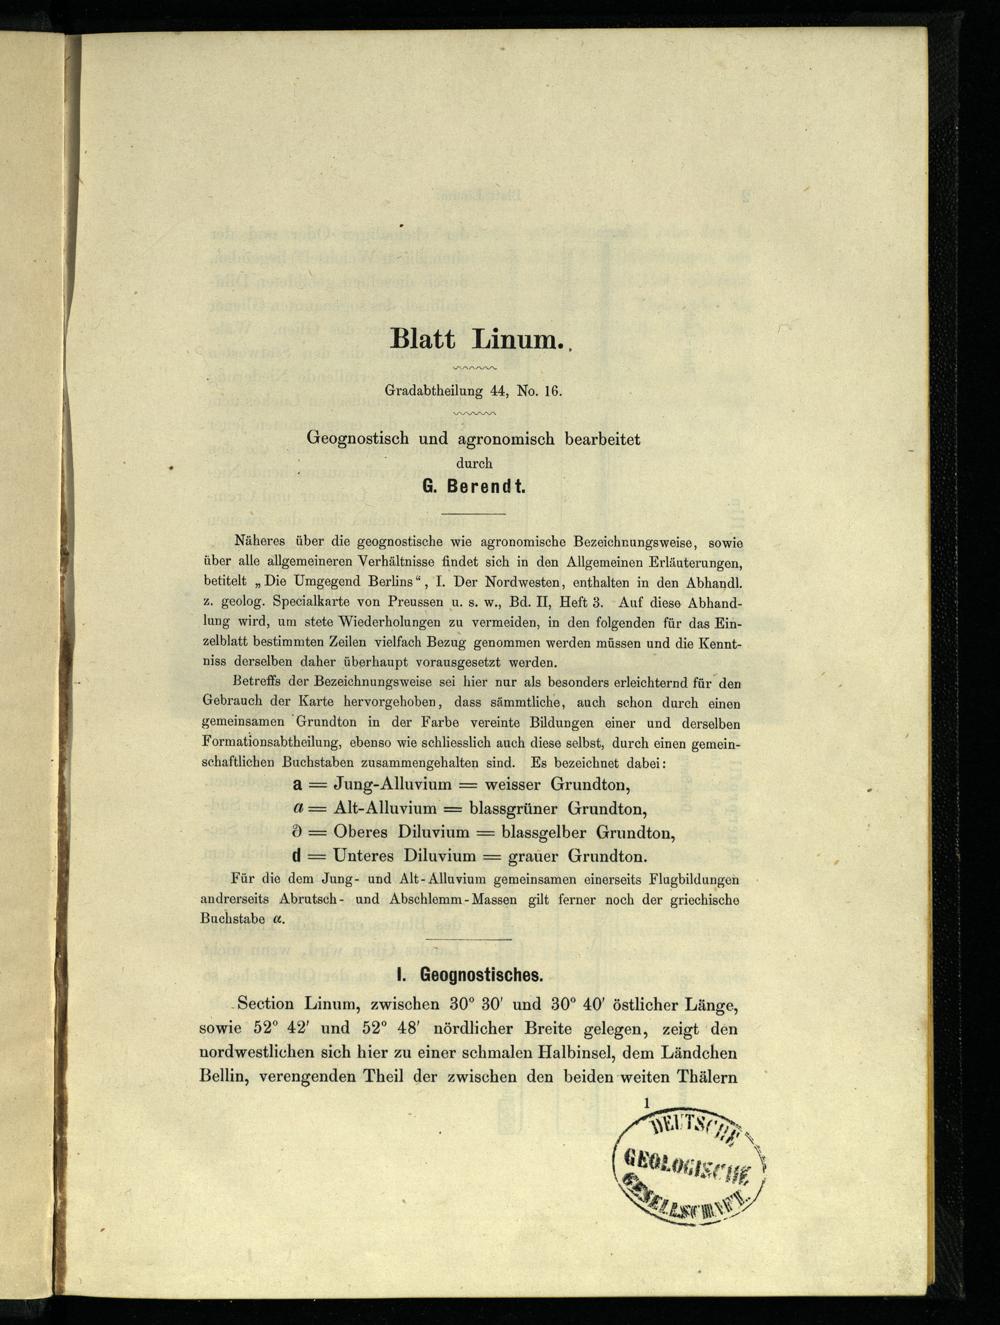 Blatt Linum.
Gradabtheilung 44, No. 16.
Geognostisch und agronomisch bearbeitet
durch
G. Berendt.
Näheres über die geognostische wie agronomische Bezeichnungsweise, sowie
über alle allgemeineren Verhältnisse findet sich in den Allgemeinen Erläuterungen,
betitelt „Die Umgegend Berlins“, I. Der Nordwesten, enthalten in den Abhandl.
z. geolog. Specialkarte von Preussen u. s. w., Bd. II, Heft 3. Auf diese Abhand-
lung wird, um stete Wiederholungen zu vermeiden, in den folgenden für das Ein-
zelblatt bestimmten Zeilen vielfach Bezug genommen werden müssen und die Kennt-
niss derselben daher überhaupt vorausgesetzt werden.
Betreffs der Bezeichnungsweise sei hier nur als besonders erleichternd für den
Gebrauch der Karte hervorgehoben, dass sämmtliche, auch schon durch einen
gemeinsamen Grundton in der Farbe vereinte Bildungen einer und derselben
Formationsabtheilung, ebenso wie schliesslich auch diese selbst, durch einen gemein-
schaftlichen Buchstaben zusammengehalten sind. Es bezeichnet dabei:
a = Jung-Alluvium = weisser Grundton,
a = Alt-Alluvium = blassgrüner Grundton,
∂ = Oberes Diluvium = blassgelber Grundton,
d = Unteres Diluvium = grauer Grundton.
Für die dem Jung- und Alt-Alluvium gemeinsamen einerseits Flugbildungen
andrerseits Abrutsch- und Abschlemm-Massen gilt ferner noch der griechische
Buchstabe α.
I. Geognostisches.
Section Linum, zwischen 30° 30′ und 30° 40′ östlicher Länge,
sowie 52° 42′ und 52° 48′ nördlicher Breite gelegen, zeigt den
nordwestlichen sich hier zu einer schmalen Halbinsel, dem Ländchen
Bellin, verengenden Theil der zwischen den beiden weiten Thälern
1
DEUTSCHE
GEOLOGISCHE
GESELLSCHAFT.